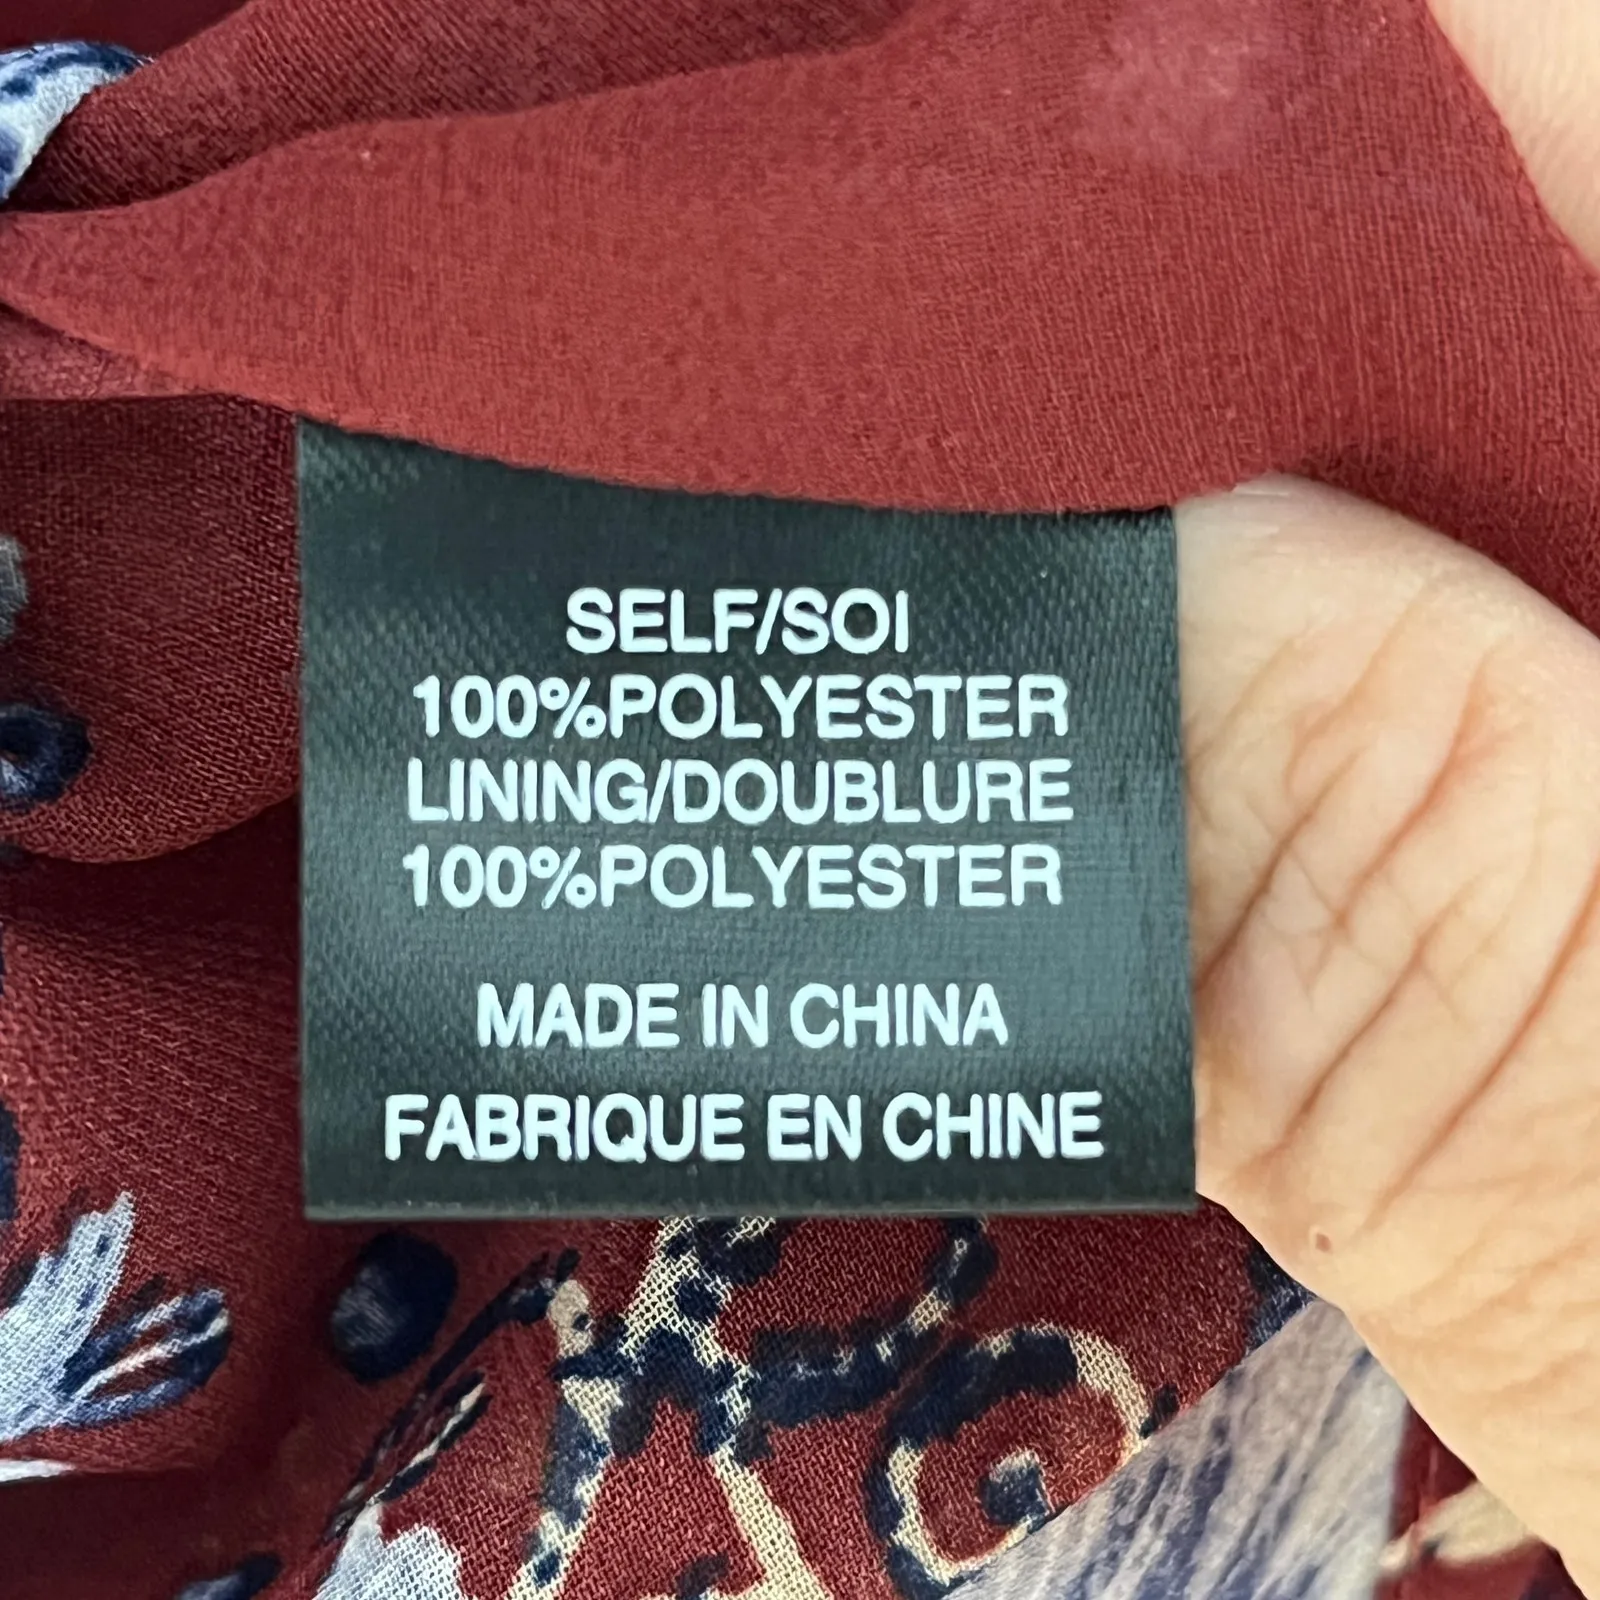 SELF/SOI
100%POLYESTER
LINING/DOUBLURE
100%POLYESTER
MADE IN CHINA
FABRIQUE EN CHINE